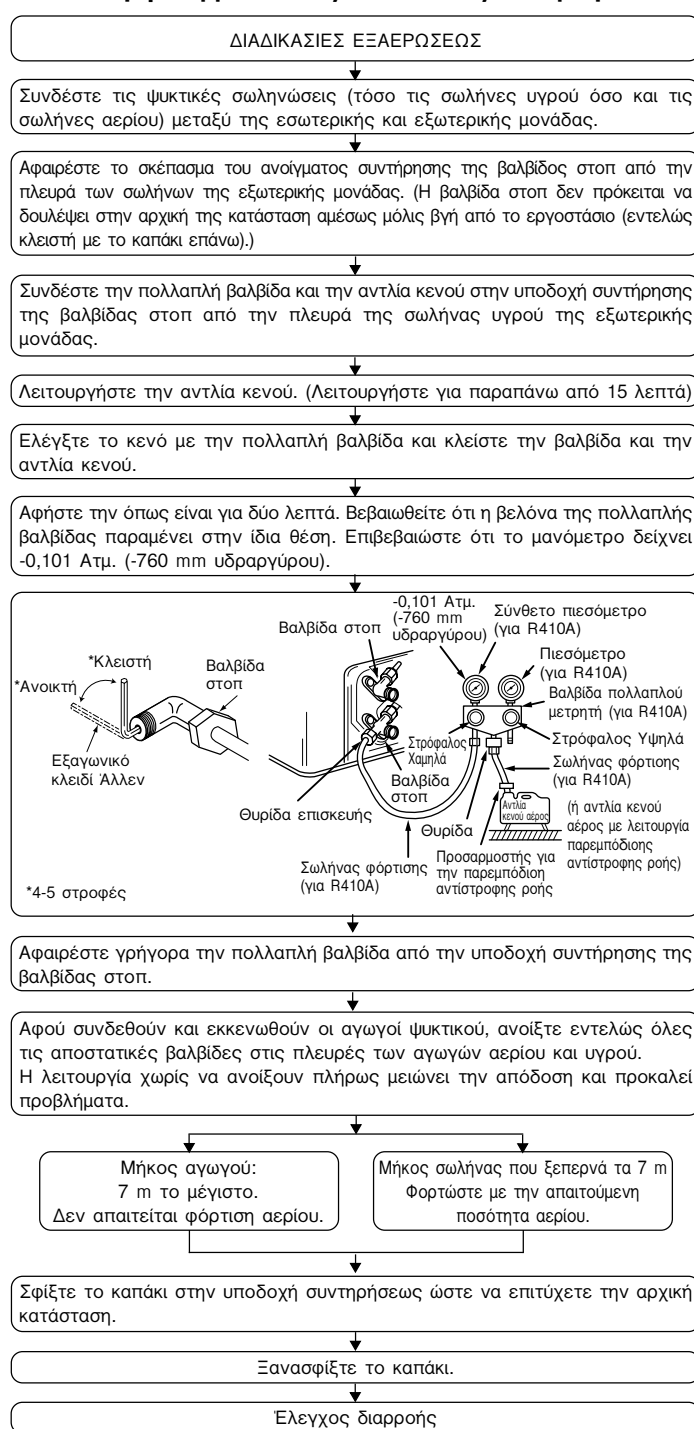 ΔΙΑΔΙΚΑΣΙΕΣ ΕΞΑΕΡΩΣΕΩΣ
Συνδέστε τις ψυκτικές σωληνώσεις (τόσο τις σωλήνες υγρού όσο και τις
σωλήνες αερίου) μεταξύ της εσωτερικής και εξωτερικής μονάδας.
Αφαιρέστε το σκέπασμα του ανοίγματος συντήρησης της βαλβίδος στοπ από την
πλευρά των σωλήνων της εξωτερικής μονάδας. (Η βαλβίδα στοπ δεν πρόκειται να
δουλέψει στην αρχική της κατάσταση αμέσως μόλις βγή από το εργοστάσιο (εντελώς
κλειστή με το καπάκι επάνω).)
Συνδέστε την πολλαπλή βαλβίδα και την αντλία κενού στην υποδοχή συντήρησης
της βαλβίδας στοπ από την πλευρά της σωλήνας υγρού της εξωτερικής
μονάδας.
Λειτουργήστε την αντλία κενού. (Λειτουργήστε για παραπάνω από 15 λεπτά)
Ελέγξτε το κενό με την πολλαπλή βαλβίδα και κλείστε την βαλβίδα και την
αντλία κενού.
Αφήστε την όπως είναι για δύο λεπτά. Βεβαιωθείτε ότι η βελόνα της πολλαπλής
βαλβίδας παραμένει στην ίδια θέση. Επιβεβαιώστε ότι το μανόμετρο δείχνει
-0,101 Ατμ. (-760 mm υδραργύρου).
-0,101 Ατμ.
(-760 mm
υδραργύρου)
Σύνθετο πιεσόμετρο
(για R410A)
Βαλβίδα στοπ
Πιεσόμετρο
(για R410A)
*Κλειστή
*Ανοικτή
Βαλβίδα
στοπ
Βαλβίδα πολλαπλού
μετρητή (για R410A)
Εξαγωνικό
κλειδί Άλλεν
Στρόφαλος
Χαμηλά
Στρόφαλος Υψηλά
Σωλήνας φόρτιοης
(για R410A)
Βαλβίδα
στοπ
Θυρίδα επισκευής
Θυρίδα
Αντλία
κενού αέρος
(ή αντλία κενού
αέρος με λειτουργία
παρεμπόδιοης
αντίστροφης ροής)
Σωλήνας φόρτισης
(για R410A)
Προσαρμοστής για
την παρεμπόδιοη
αντίστροφης ροής
*4-5 στροφές
Αφαιρέστε γρήγορα την πολλαπλή βαλβίδα από την υποδοχή συντήρησης της
βαλβίδας στοπ.
Αφού συνδεθούν και εκκενωθούν οι αγωγοί ψυκτικού, ανοίξτε εντελώς όλες
τις αποστατικές βαλβίδες στις πλευρές των αγωγών αερίου και υγρού.
Η λειτουργία χωρίς να ανοίξουν πλήρως μειώνει την απόδοση και προκαλεί
προβλήματα.
Μήκος αγωγού:
7 m το μέγιστο.
Δεν απαιτείται φόρτιση αερίου.
Μήκος σωλήνας που ξεπερνά τα 7 m
Φορτώστε με την απαιτούμενη
ποσότητα αερίου.
Σφίξτε το καπάκι στην υποδοχή συντηρήσεως ώστε να επιτύχετε την αρχική
κατάσταση.
Ξανασφίξτε το καπάκι.
Έλεγχος διαρροής